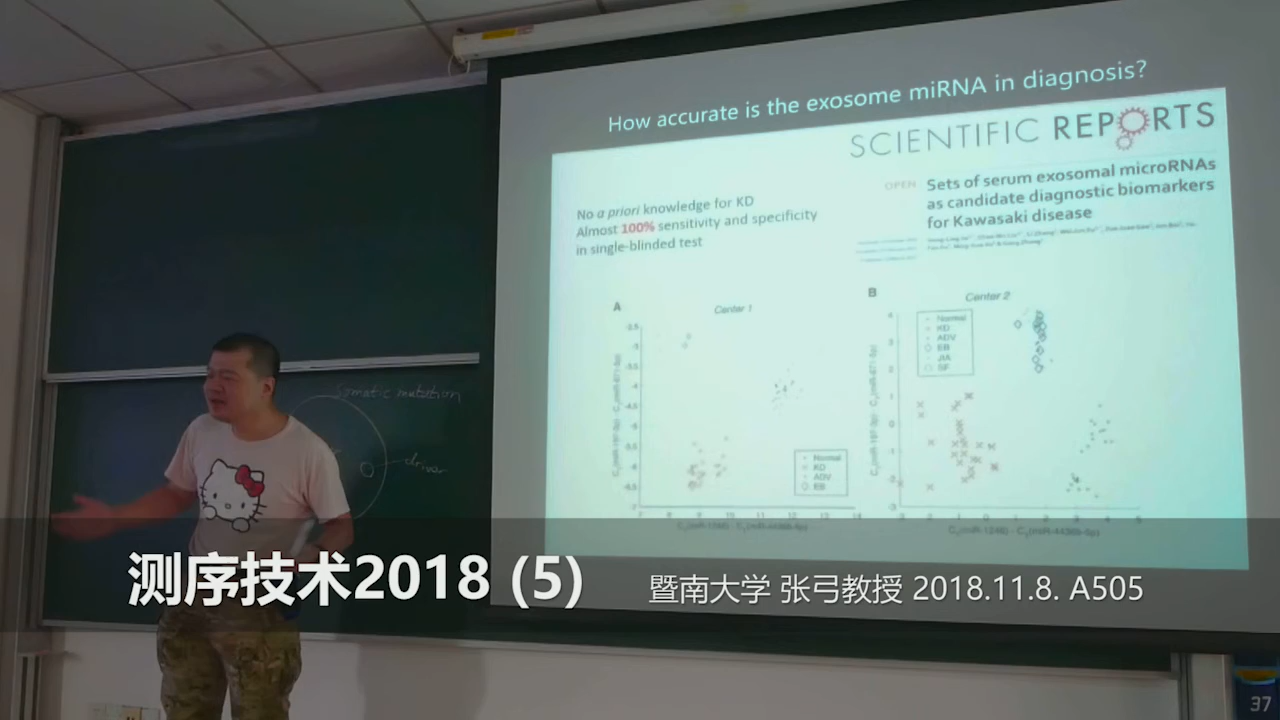 How accurate is the exosome miRNA in diagnosis?
SCIENTIFIC REPORTS
No a priori knowledge for KD
Almost 100% sensitivity and specificity
in single-blinded test
OPEN
Sets of serum exosomal microRNAs
as candidate diagnostic biomarkers
for Kawasaki disease
A
Center 1
Normal
KD
ADV
EB
B
Center 2
Normal
KD
ADV
EB
JIA
Somatic mutation
driver
测序技术2018 (5)
暨南大学 张弓教授 2018.11.8. A505
37